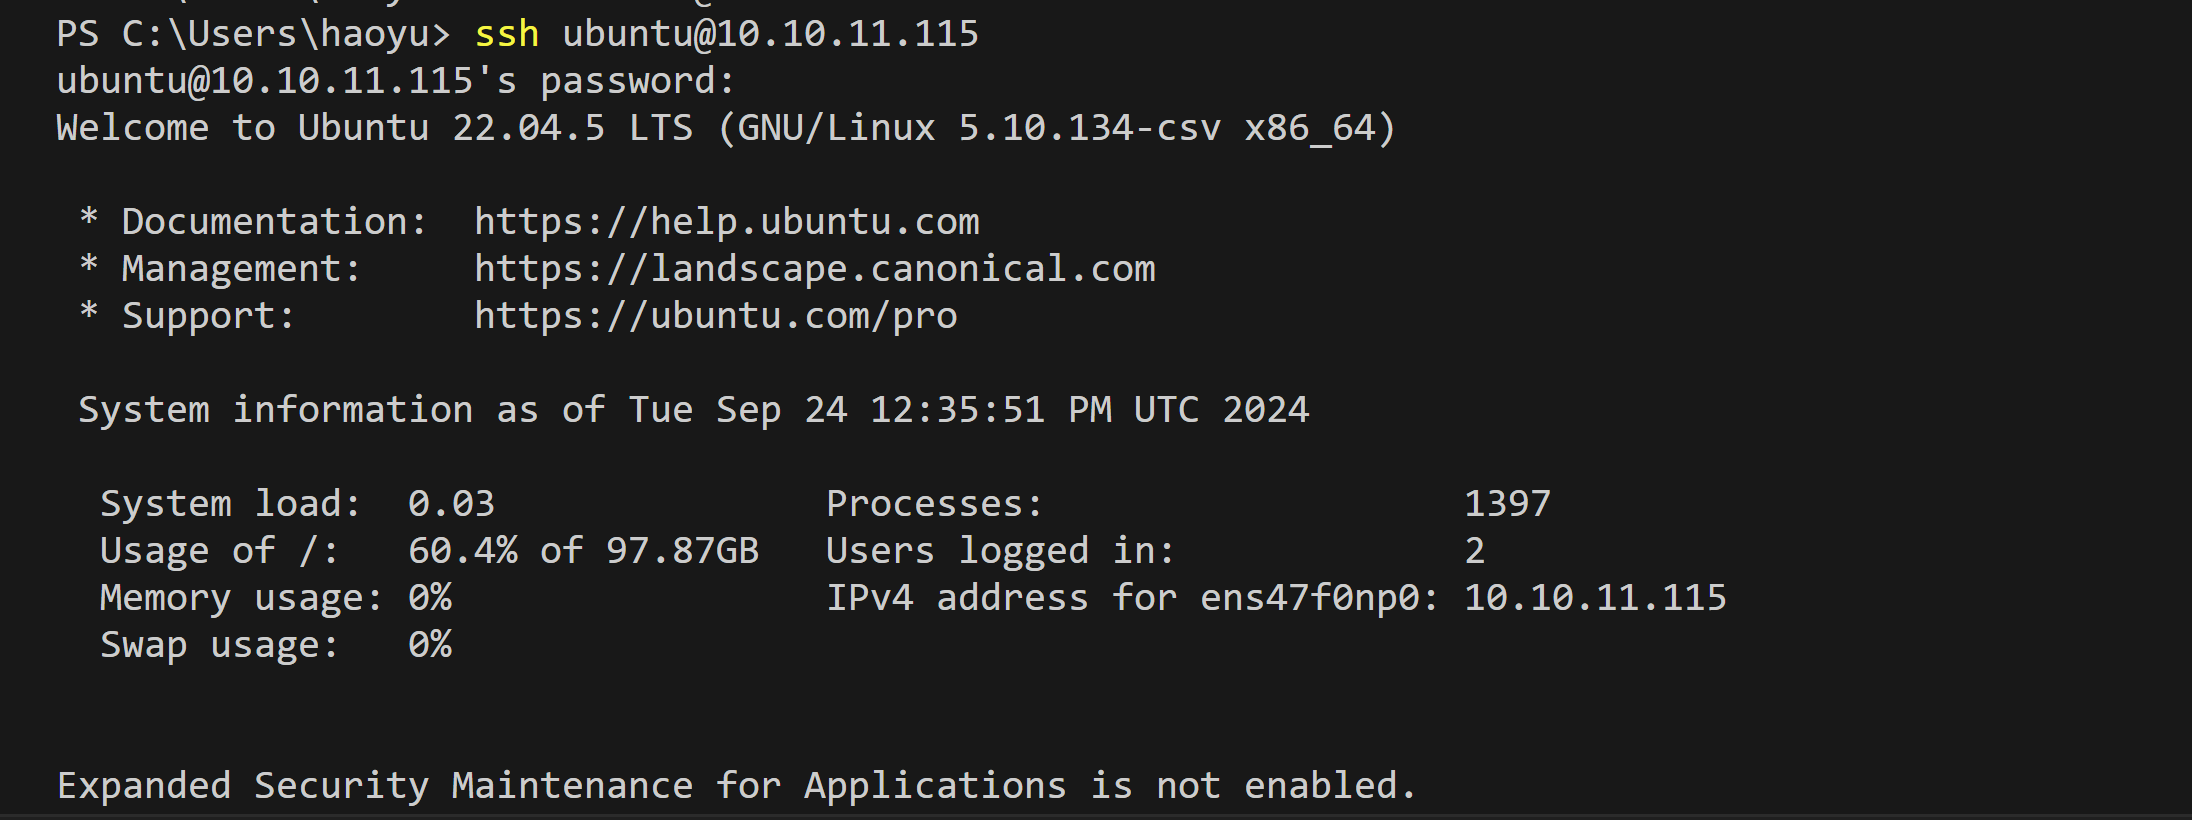 PS C:\Users\haoyu> ssh ubuntu@10.10.11.115
ubuntu@10.10.11.115's password:
Welcome to Ubuntu 22.04.5 LTS (GNU/Linux 5.10.134-csv x86_64)
* Documentation:  https://help.ubuntu.com
* Management:     https://landscape.canonical.com
* Support:        https://ubuntu.com/pro
System information as of Tue Sep 24 12:35:51 PM UTC 2024
System load:  0.03               Processes:                   1397
Usage of /:   60.4% of 97.87GB   Users logged in:             2
Memory usage: 0%                 IPv4 address for ens47f0np0: 10.10.11.115
Swap usage:   0%
Expanded Security Maintenance for Applications is not enabled.